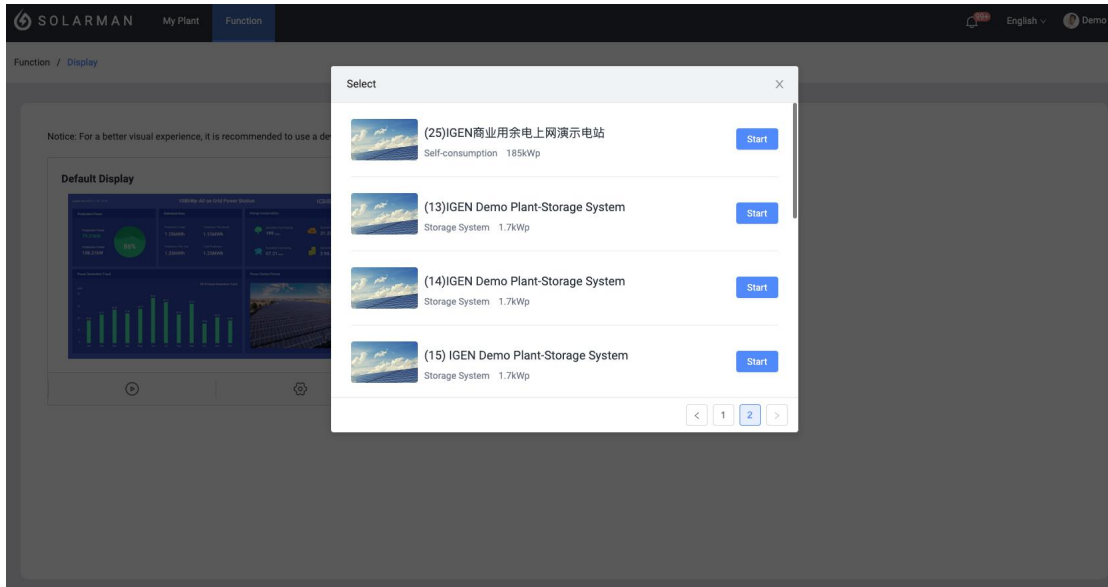 SOLARMAN
My Plant
Function
99+
English
Demo
Function / Display
Select
X
Notice: For a better visual experience, it is recommended to use a de
Default Display
(25)IGEN商业用余电上网演示电站
Self-consumption 185kWp
Start
(13)IGEN Demo Plant-Storage System
Storage System 1.7kWp
Start
(14)IGEN Demo Plant-Storage System
Storage System 1.7kWp
Start
(15) IGEN Demo Plant-Storage System
Storage System 1.7kWp
Start
< 1 2 >